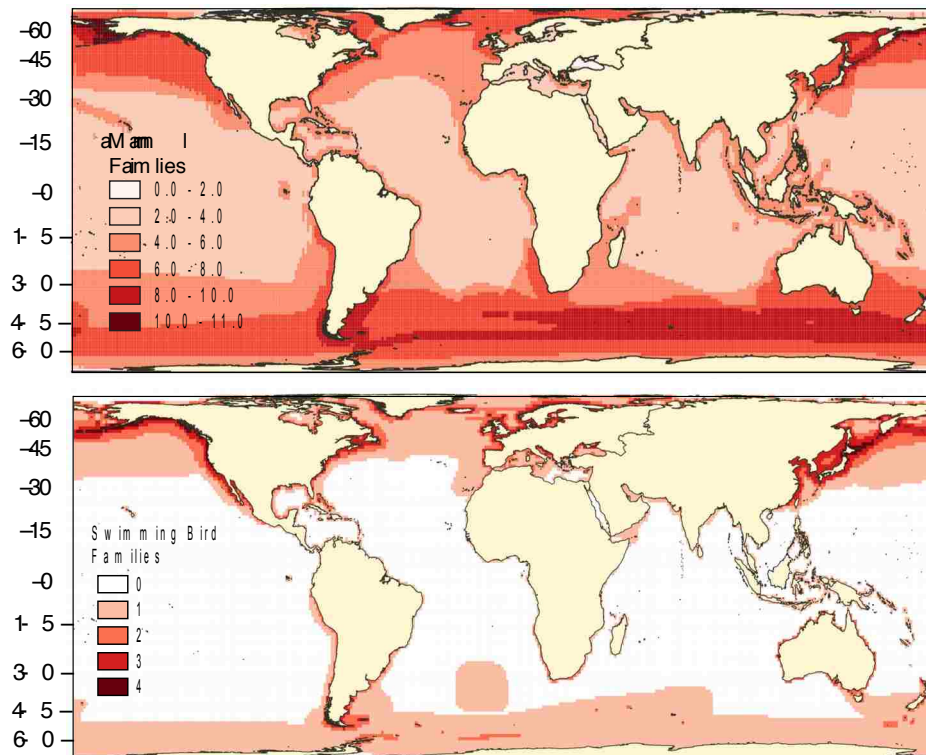 –60
–45
–30
–15
–0
1- 5
3- 0
4- 5
6- 0
aMam l
Faim lies
0.0 - 2.0
2.0 - 4.0
4.0 - 6.0
6.0 - 8.0
8.0 - 10.0
10.0 - 11.0
–60
–45
–30
–15
–0
1- 5
3- 0
4- 5
6- 0
Swimming Bird
Families
0
1
2
3
4